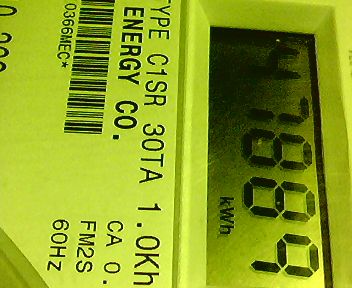 47889
kWh
TYPE C1SR 30TA 1.0Kh
CA 0.
ENERGY CO.
FM2S
60Hz
0366MEC*